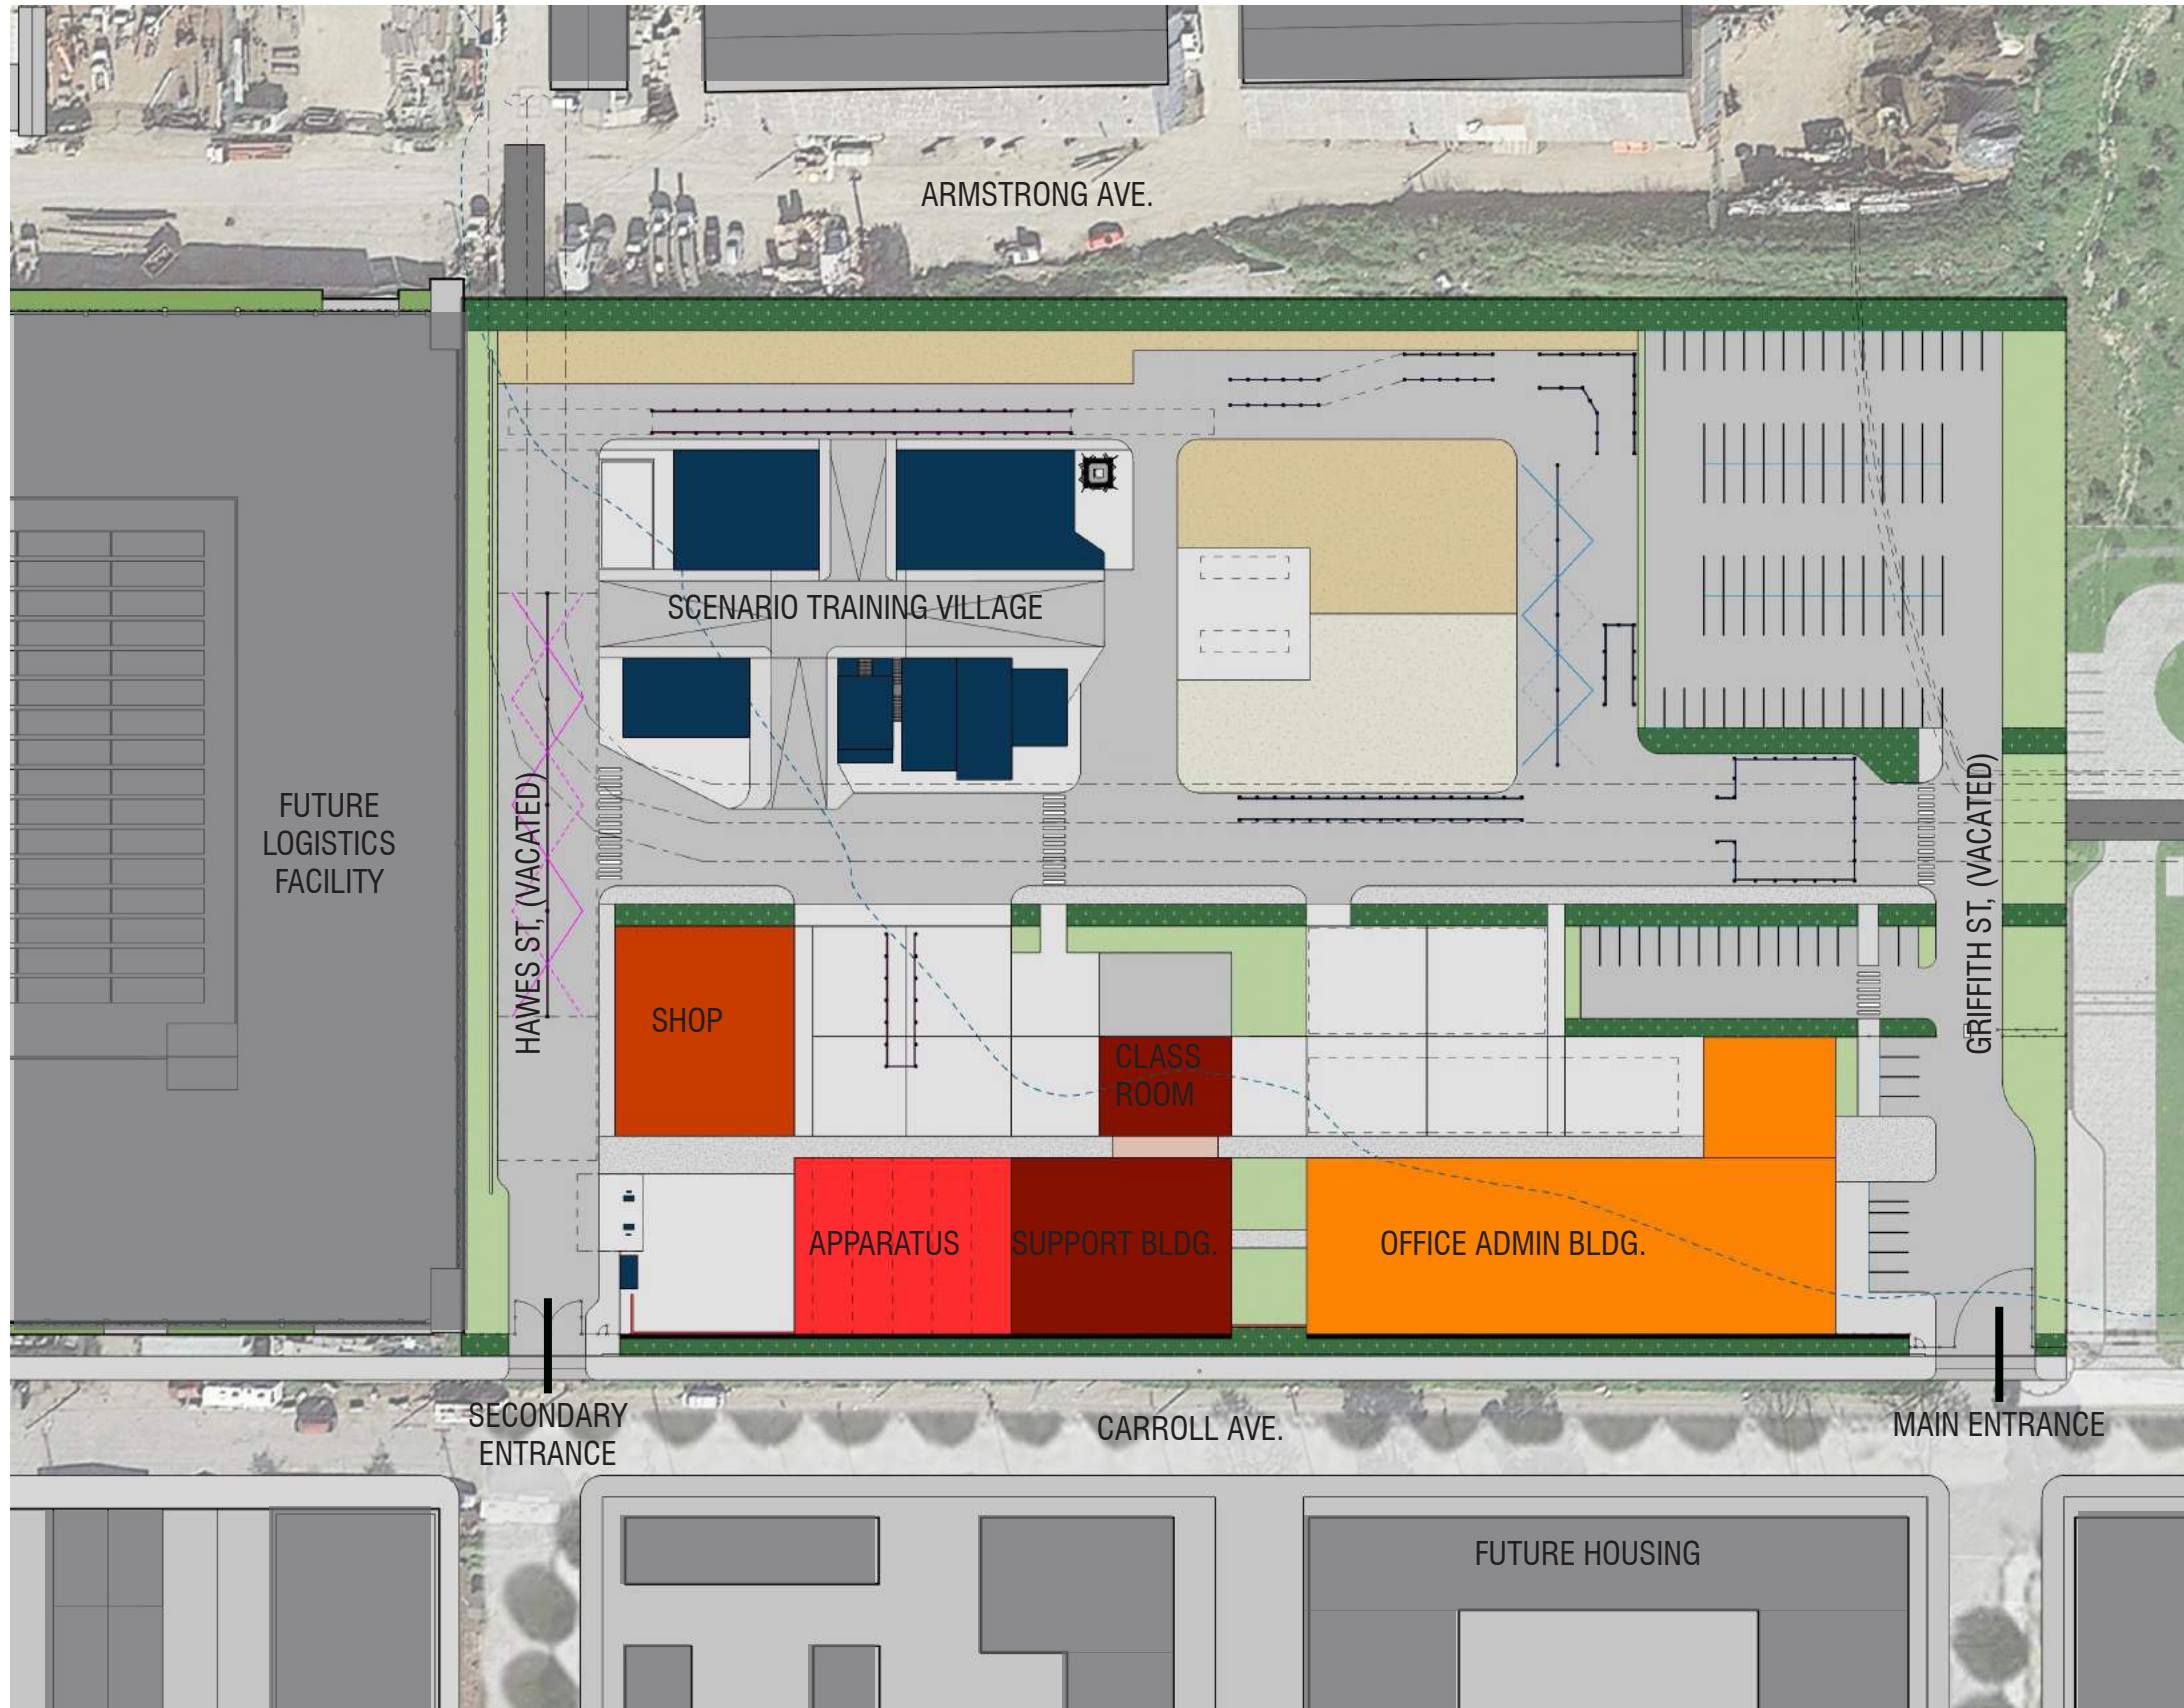 ARMSTRONG AVE.
SCENARIO TRAINING VILLAGE
FUTURE
LOGISTICS
FACILITY
HAWES ST, (VACATED)
GRIFFITH ST, (VACATED)
SHOP
CLASS
ROOM
APPARATUS
SUPPORT BLDG.
OFFICE ADMIN BLDG.
SECONDARY
ENTRANCE
CARROLL AVE.
MAIN ENTRANCE
FUTURE HOUSING